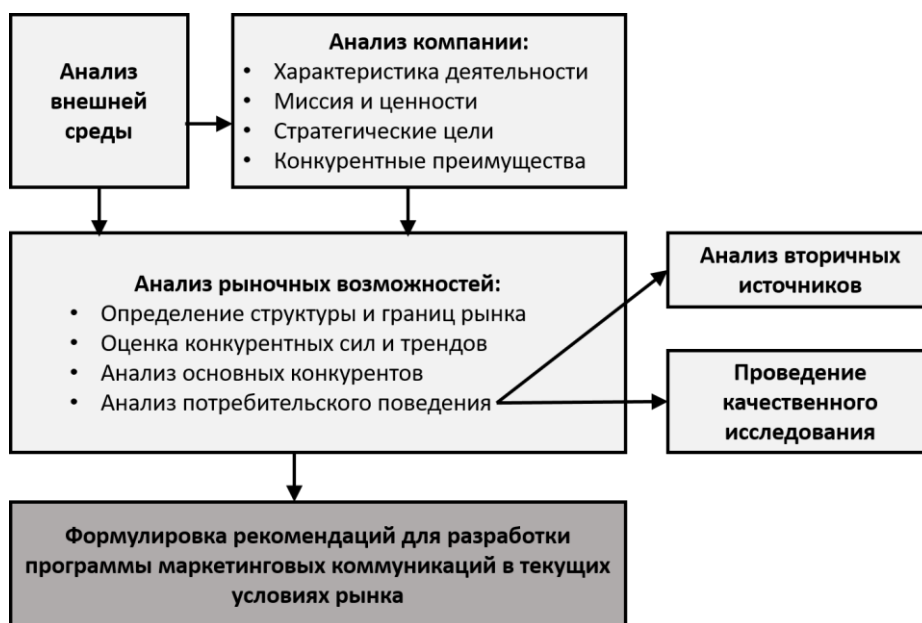 Анализ
внешней
среды
Анализ компании:
• Характеристика деятельности
• Миссия и ценности
• Стратегические цели
• Конкурентные преимущества
Анализ рыночных возможностей:
• Определение структуры и границ рынка
• Оценка конкурентных сил и трендов
• Анализ основных конкурентов
• Анализ потребительского поведения
Анализ вторичных
источников
Проведение
качественного
исследования
Формулировка рекомендаций для разработки
программы маркетинговых коммуникаций в текущих
условиях рынка